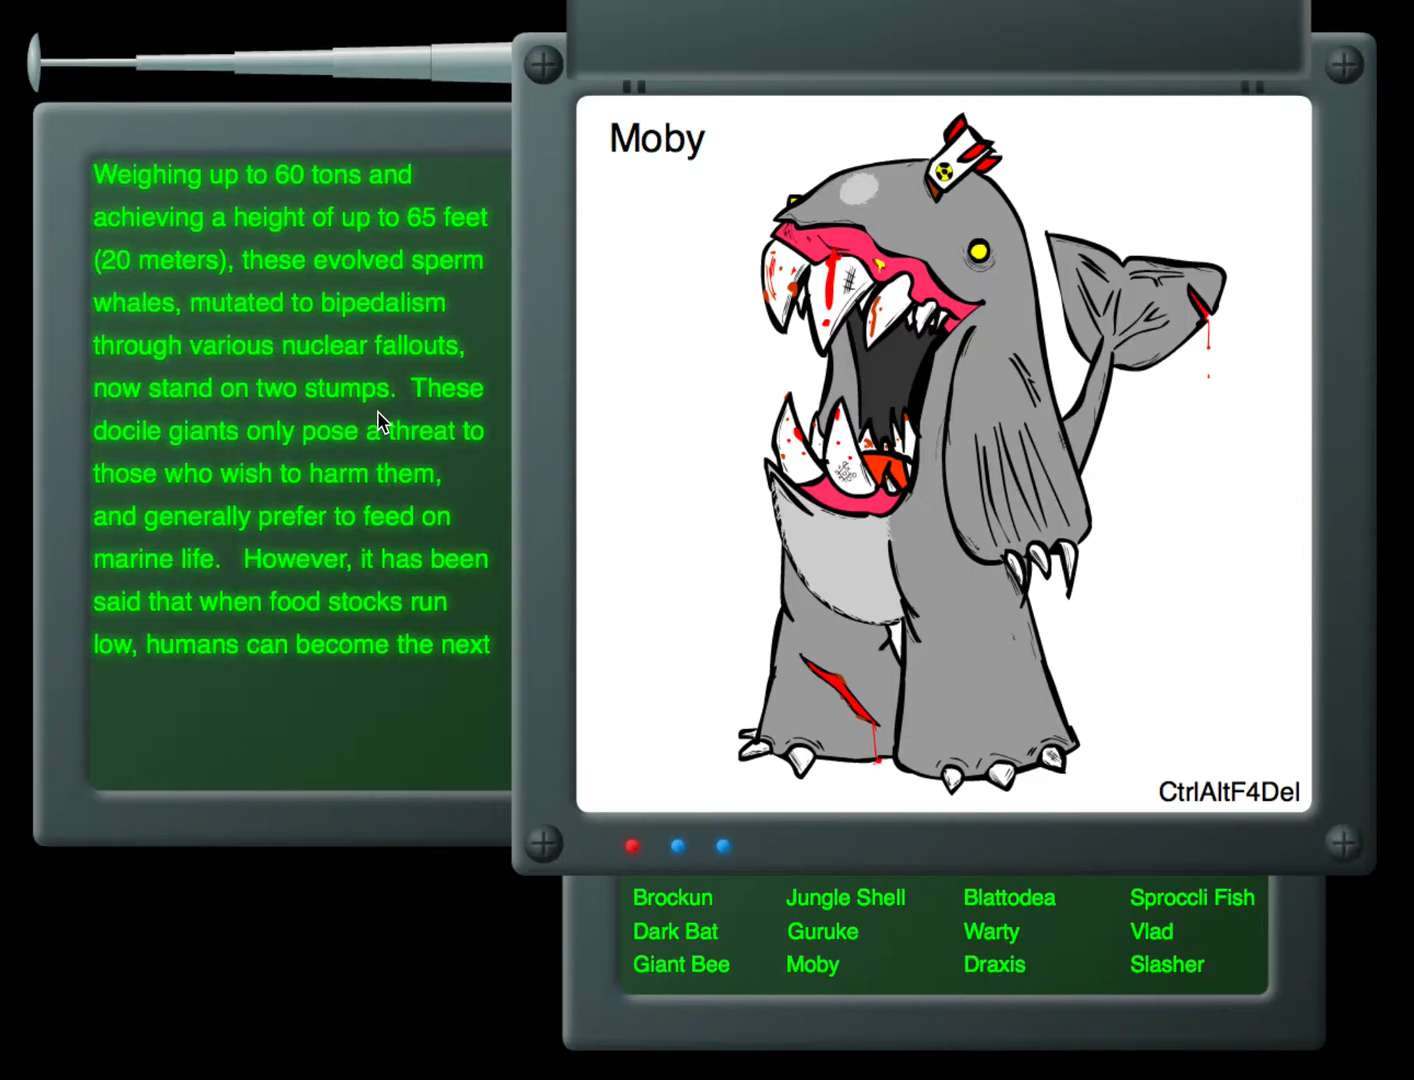 Weighing up to 60 tons and
achieving a height of up to 65 feet
(20 meters), these evolved sperm
whales, mutated to bipedalism
through various nuclear fallouts,
now stand on two stumps.  These
docile giants only pose a threat to
those who wish to harm them,
and generally prefer to feed on
marine life.   However, it has been
said that when food stocks run
low, humans can become the next
Moby
CtrlAltF4Del
Brockun Jungle Shell Blattodea Sproccli Fish
Dark Bat Guruke Warty Vlad
Giant Bee Moby Draxis Slasher